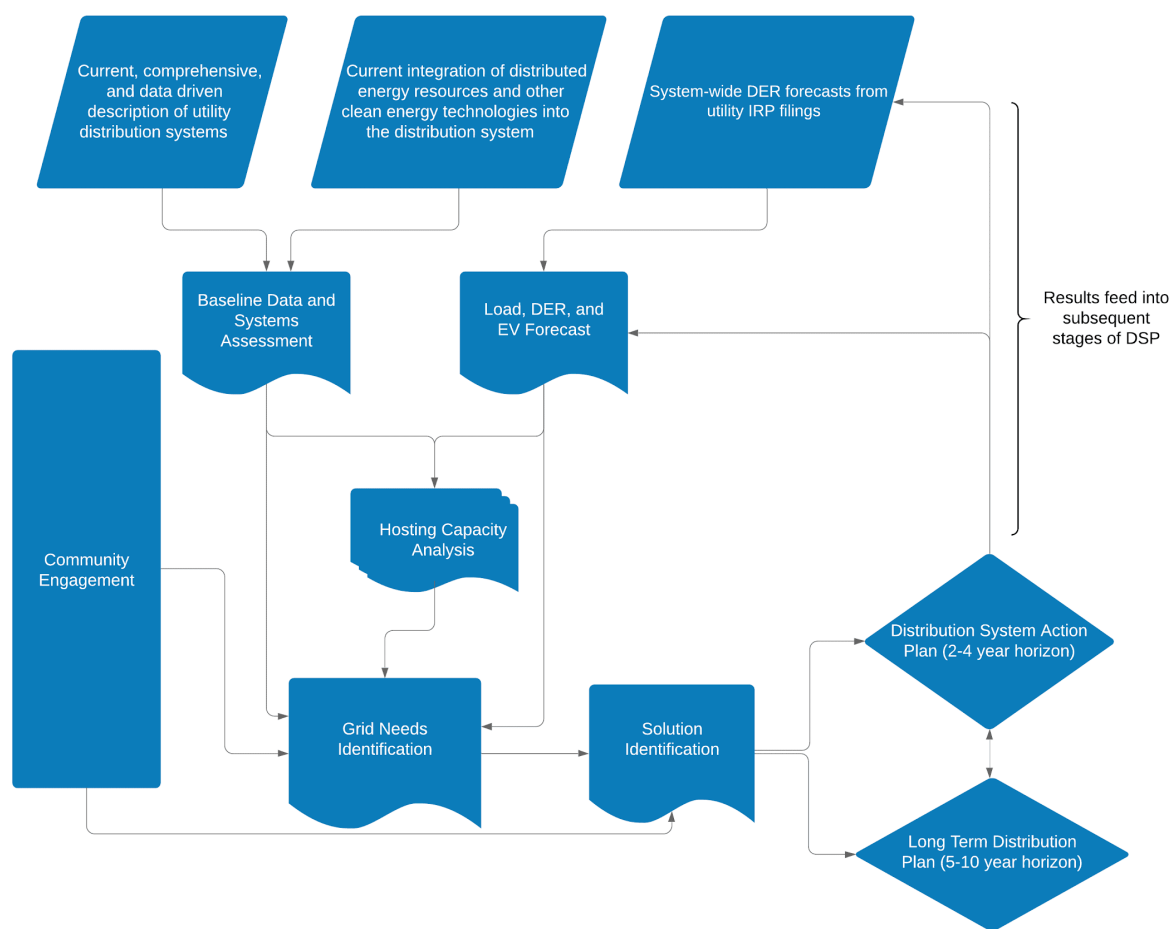 Current, comprehensive,
and data driven
description of utility
distribution systems
Current integration of distributed
energy resources and other
clean energy technologies into
the distribution system
System-wide DER forecasts from
utility IRP filings
Baseline Data and
Systems
Assessment
Load, DER, and
EV Forecast
Results feed into
subsequent
stages of DSP
Hosting Capacity
Analysis
Community
Engagement
Distribution System Action
Plan (2-4 year horizon)
Grid Needs
Identification
Solution
Identification
Long Term Distribution
Plan (5-10 year horizon)